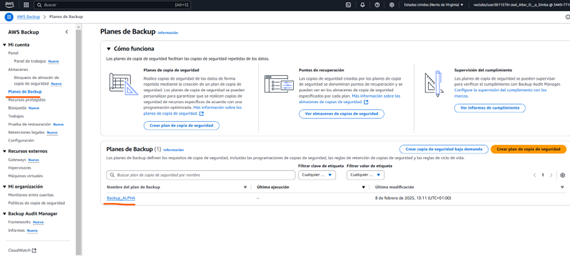 aws
Buscar
[Alt+S]
Estados Unidos (Norte de Virginia)
AWS Backup > Planes de Backup
AWS Backup
Mi cuenta
Panel
Panel de trabajos Nuevo
Almacenes
Bloqueos de almacén de
copia de seguridad Nuevo
Planes de Backup
Recursos protegidos
Búsqueda Nuevo
Trabajos
Prueba de restauración Nuevo
Retenciones legales Nuevo
Configuración
Recursos externos
Gateways Nuevo
Hipervisores
Máquinas virtuales
Mi organización
Monitoreo entre cuentas
Políticas de copia de seguridad
Backup Audit Manager
Frameworks Nuevo
Informes Nuevo
CloudWatch
Planes de Backup Información
Cómo funciona
Los planes de copia de seguridad facilitan las copias de seguridad repetidas de los datos.
Planes de copia de seguridad
Realice copias de seguridad de los datos de forma
repetida mediante la creación de un plan de copia de
seguridad. Los planes de copia de seguridad se pueden
personalizar para garantizar que se realicen copias de
seguridad de recursos específicos de acuerdo con una
programación optimizada. Más información sobre los
planes de copia de seguridad
Crear plan de copia de seguridad
Puntos de recuperación
Las copias de seguridad creadas por los planes de copia
de seguridad se denominan puntos de recuperación y se
pueden ver en los almacenes de copias de seguridad
especificados para cada plan. Más información sobre los
almacenes de copias de seguridad
Ver almacenes de copias de seguridad
Supervisión del cumplimiento
Los planes de copia de seguridad se pueden supervisar
para verificar el cumplimiento con Backup Audit Manager.
Configure la supervisión del cumplimiento con los
marcos.
Ver informes de cumplimiento
Planes de Backup (1) Información
Crear copia de seguridad bajo demanda
Crear plan de copia de seguridad
Los planes de Backup definen los requisitos de copia de seguridad, incluidas las programaciones de copia de seguridad, las reglas de retención de copias de seguridad y las reglas de ciclo de vida.
Filtrar clave de etiqueta
Filtrar valor de etiqueta
Buscar plan de copia de seguridad por nombre
Cualquier ...
Cualquier ...
1
Nombre del plan de Backup
Última ejecución
Última modificación
Backup_ALPHA
–
8 de febrero de 2025, 13:11 (UTC+01:00)